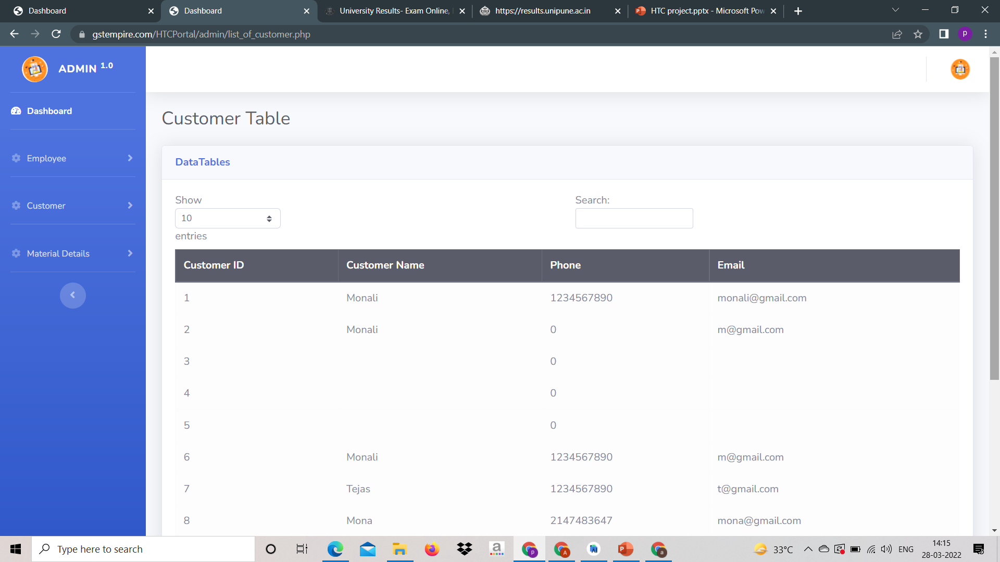 Dashboard
Dashboard
University Results- Exam Online,
https://results.unipune.ac.in
HTC project.pptx - Microsoft Pow
gstempire.com/HTCPortal/admin/list_of_customer.php
P
ADMIN 1.0
Dashboard
Employee
Customer
Material Details
Customer Table
DataTables
Show
10
entries
Search:
Customer ID Customer Name Phone Email
1 Monali 1234567890 monali@gmail.com
2 Monali 0 m@gmail.com
3 0
4 0
5 0
6 Monali 1234567890 m@gmail.com
7 Tejas 1234567890 t@gmail.com
8 Mona 2147483647 mona@gmail.com
Type here to search
33°C
ENG
14:15
28-03-2022